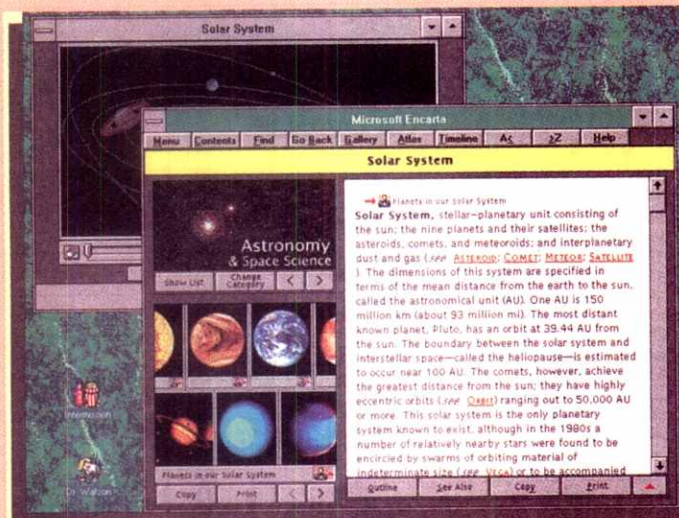 Solar System
Microsoft Encarta
Menu Contents Find Go Back Gallery Atlas Timeline A≤ ≥Z Help
Solar System
Astronomy
& Space Science
Show List Change Category < >
Planets in our Solar System
Copy Print < >
Planets in our Solar System
Solar System, stellar-planetary unit consisting of
the sun; the nine planets and their satellites; the
asteroids, comets, and meteoroids; and interplanetary
dust and gas (see ASTEROID; COMET; METEOR; SATELLITE
). The dimensions of this system are specified in
terms of the mean distance from the earth to the sun,
called the astronomical unit (AU). One AU is 150
million km (about 93 million mi). The most distant
known planet, Pluto, has an orbit at 39.44 AU from
the sun. The boundary between the solar system and
interstellar space—called the heliopause—is estimated
to occur near 100 AU. The comets, however, achieve
the greatest distance from the sun; they have highly
eccentric orbits (see ORBIT) ranging out to 50,000 AU
or more. This solar system is the only planetary
system known to exist, although in the 1980s a
number of relatively nearby stars were found to be
encircled by swarms of orbiting material of
indeterminate size (see VEGA) or to be accompanied
Outline See Also Copy Print
Intermission
Dr. Watson